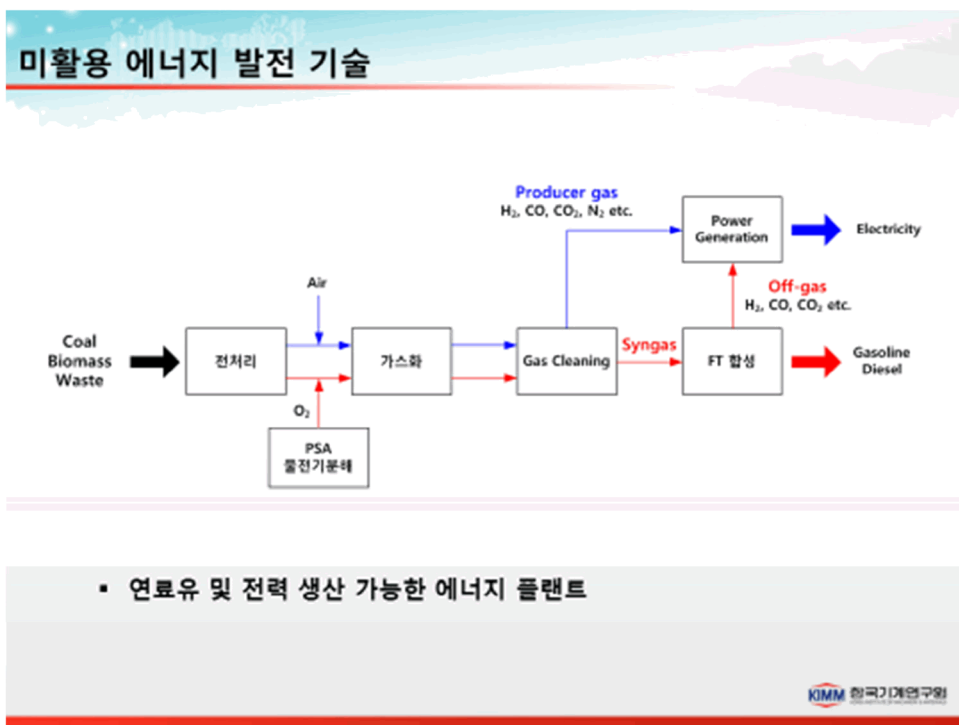 미활용 에너지 발전 기술
Producer gas
H₂, CO, CO₂, N₂ etc.
Power
Generation
Electricity
Air
Off-gas
H₂, CO, CO₂ etc.
Coal
Biomass
Waste
전처리
가스화
Gas Cleaning
Syngas
FT 합성
Gasoline
Diesel
O₂
PSA
물전기분해
▪ 연료유 및 전력 생산 가능한 에너지 플랜트
KIMM 한국기계연구원